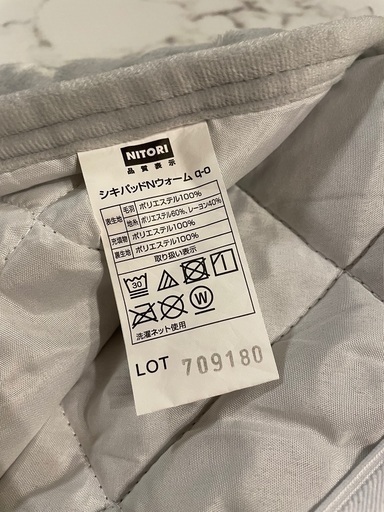 NITORI
品質表示
シキパッドNウォーム q-o
表生地 毛羽 ポリエステル100%
地糸 ポリエステル60%、レーヨン40%
充填物 ポリエステル100%
裏生地 ポリエステル100%
取り扱い表示
30
W
洗濯ネット使用
LOT 709180